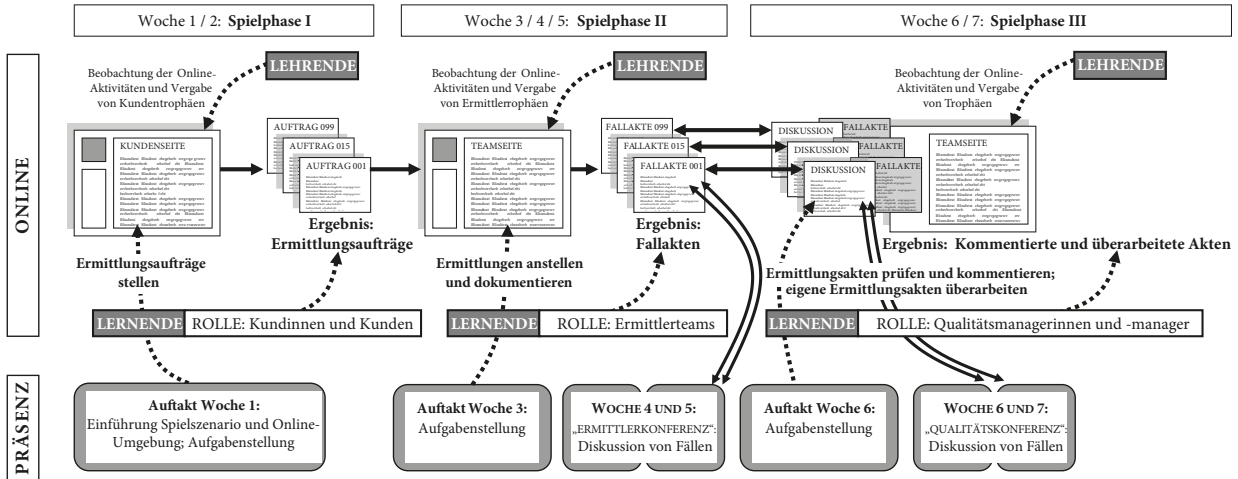 Woche 1 / 2: Spielphase I
Woche 3 / 4 / 5: Spielphase II
Woche 6 / 7: Spielphase III
ONLINE
LEHRENDE
Beobachtung der Online-
Aktivitäten und Vergabe
von Kundentrophäen
KUNDENSEITE
AUFTRAG 099
AUFTRAG 015
AUFTRAG 001
Ergebnis:
Ermittlungsaufträge
Ermittlungsaufträge
stellen
LERNENDE
ROLLE: Kundinnen und Kunden
LEHRENDE
Beobachtung der Online-
Aktivitäten und Vergabe
von Ermittlerrophäen
TEAMSEITE
FALLAKTE 099
FALLAKTE 015
FALLAKTE 001
Ergebnis:
Fallakten
Ermittlungen anstellen
und dokumentieren
LERNENDE
ROLLE: Ermittlerteams
LEHRENDE
Beobachtung der Online-
Aktivitäten und Vergabe
von Trophäen
DISKUSSION
FALLAKTE
DISKUSSION
FALLAKTE
DISKUSSION
FALLAKTE
TEAMSEITE
Ergebnis: Kommentierte und überarbeitete Akten
Ermittlungsakten prüfen und kommentieren;
eigene Ermittlungsakten überarbeiten
LERNENDE
ROLLE: Qualitätsmanagerinnen und -manager
PRÄSENZ
Auftakt Woche 1:
Einführung Spielszenario und Online-
Umgebung; Aufgabenstellung
Auftakt Woche 3:
Aufgabenstellung
WOCHE 4 UND 5:
„ERMITTLERKONFERENZ“:
Diskussion von Fällen
Auftakt Woche 6:
Aufgabenstellung
WOCHE 6 UND 7:
„QUALITÄTSKONFERENZ“:
Diskussion von Fällen